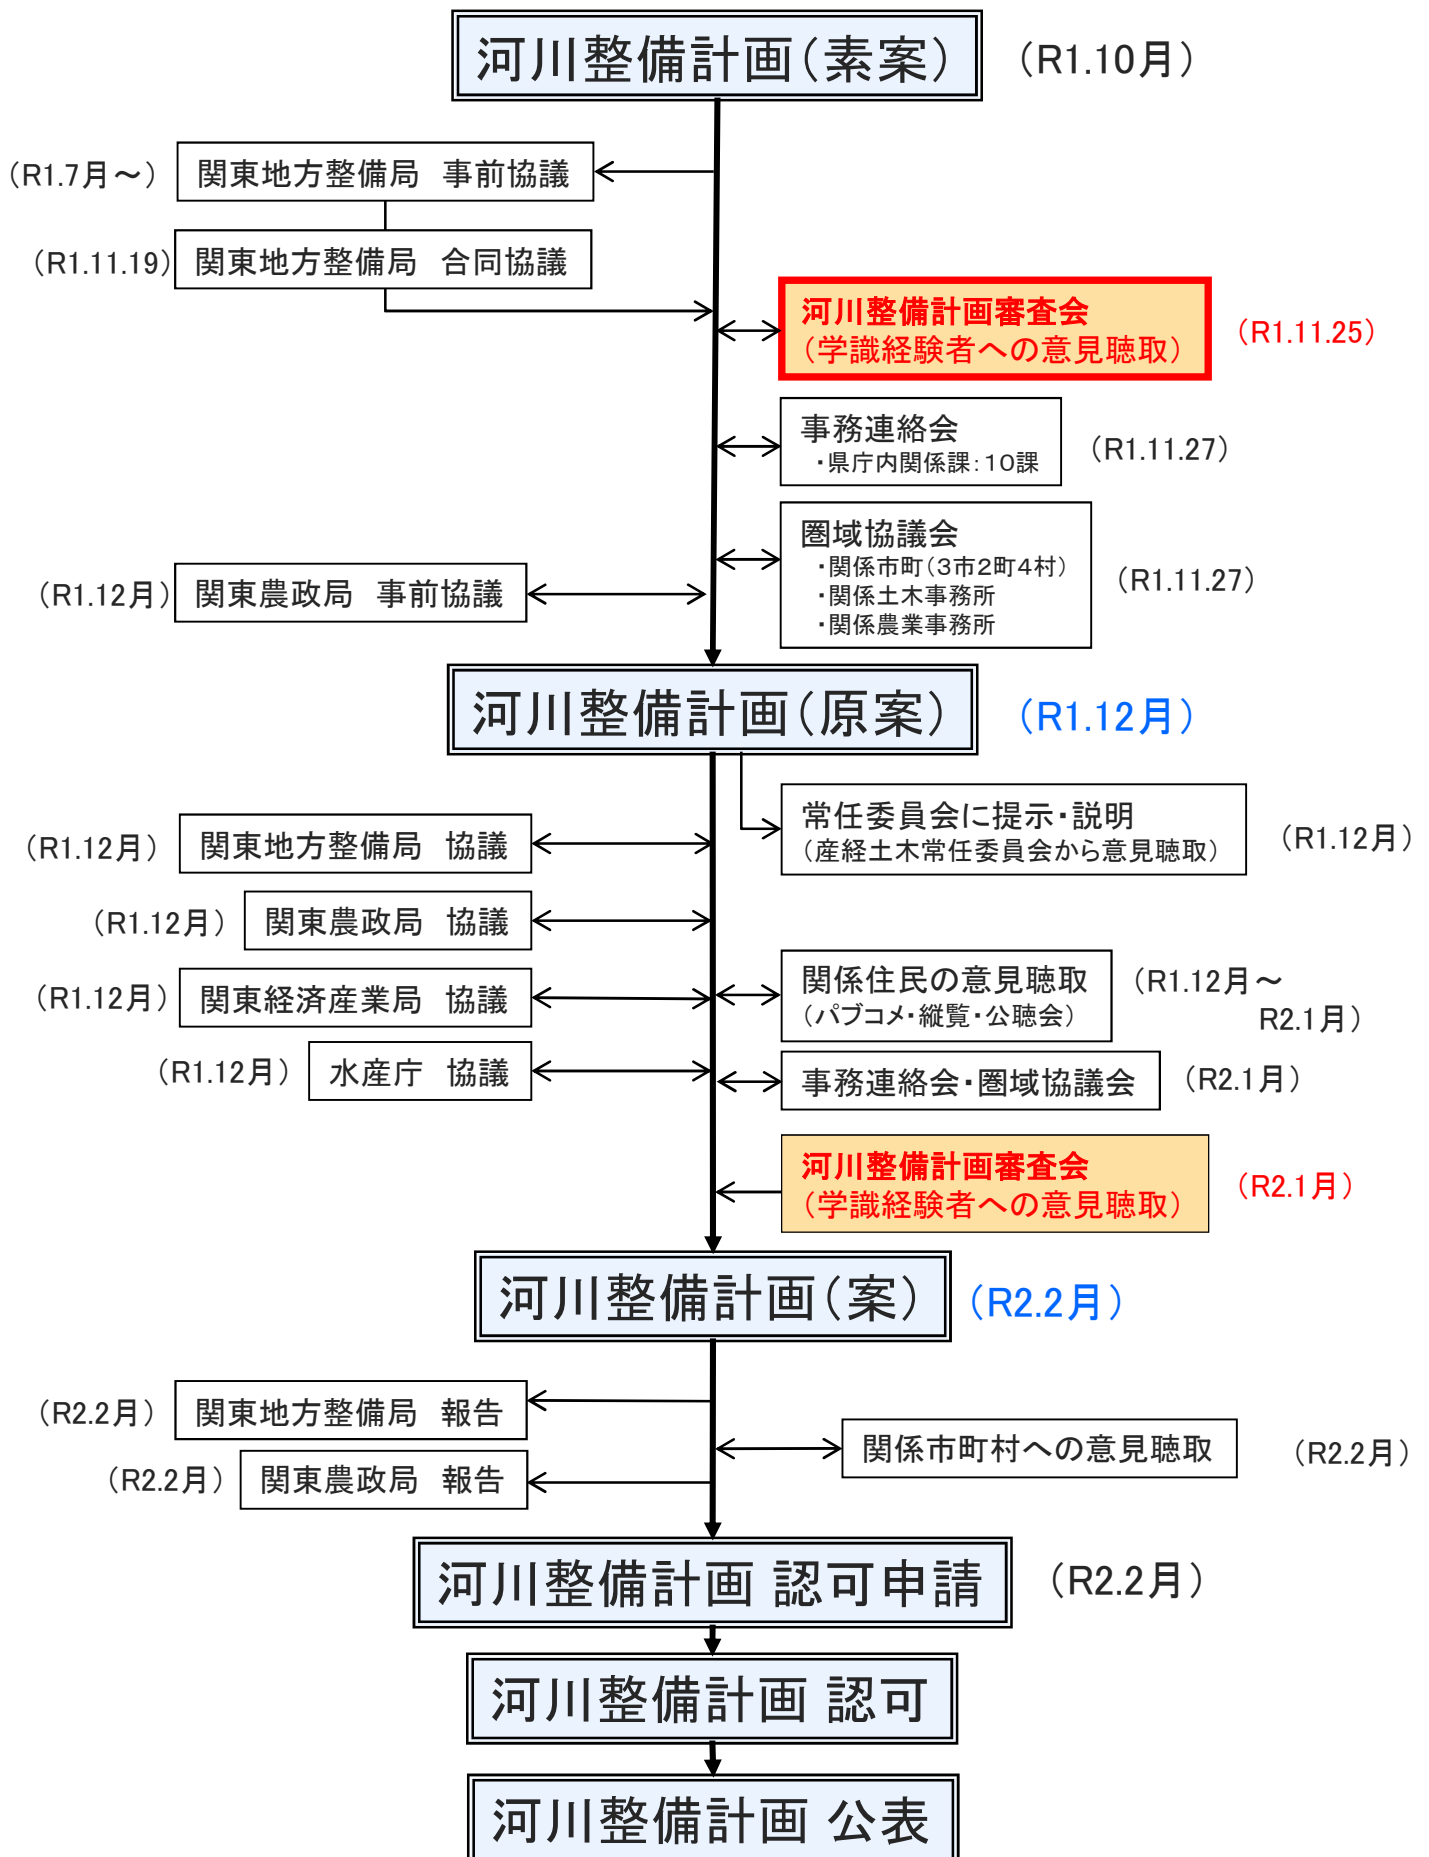 河川整備計画（素案）
（R1.10月）
（R1.7月～）
関東地方整備局　事前協議
（R1.11.19）
関東地方整備局　合同協議
河川整備計画審査会
（学識経験者への意見聴取）
（R1.11.25）
事務連絡会
・県庁内関係課：１０課
（R1.11.27）
圏域協議会
・関係市町（３市２町４村）
・関係土木事務所
・関係農業事務所
（R1.11.27）
（R1.12月）
関東農政局　事前協議
河川整備計画（原案）
（R1.12月）
常任委員会に提示・説明
（産経土木常任委員会から意見聴取）
（R1.12月）
（R1.12月）
関東地方整備局　協議
（R1.12月）
関東農政局　協議
関係住民の意見聴取
（パブコメ・縦覧・公聴会）
（R1.12月～
R2.1月）
（R1.12月）
関東経済産業局　協議
（R1.12月）
水産庁　協議
事務連絡会・圏域協議会
（R2.1月）
河川整備計画審査会
（学識経験者への意見聴取）
（R2.1月）
河川整備計画（案）
（R2.2月）
（R2.2月）
関東地方整備局　報告
関係市町村への意見聴取
（R2.2月）
（R2.2月）
関東農政局　報告
河川整備計画 認可申請
（R2.2月）
河川整備計画 認可
河川整備計画 公表